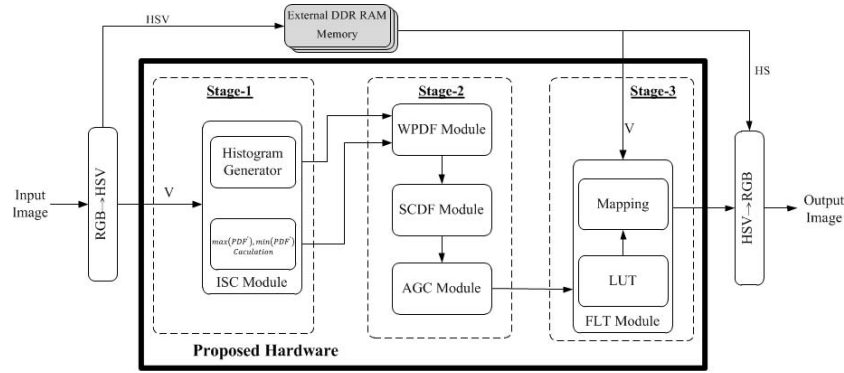 HSV
External DDR RAM
Memory
HS
Stage-1
Stage-2
Stage-3
WPDF Module
Histogram
Generator
V
RGB→HSV
V
Input
Image
SCDF Module
Mapping
HSV→RGB
Output
Image
max(PDF'),min(PDF')
Caculation
ISC Module
AGC Module
LUT
FLT Module
Proposed Hardware